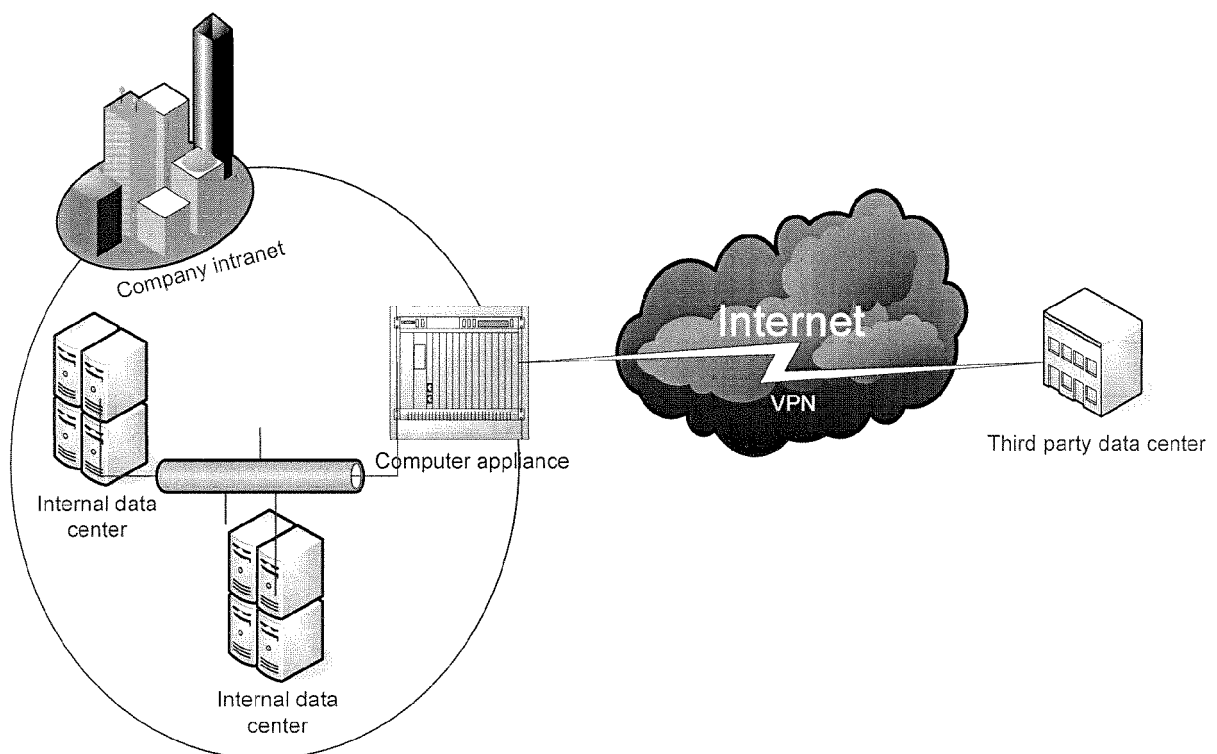 Company intranet
Internet
VPN
Computer appliance
Third party data center
Internal data
center
Internal data
center